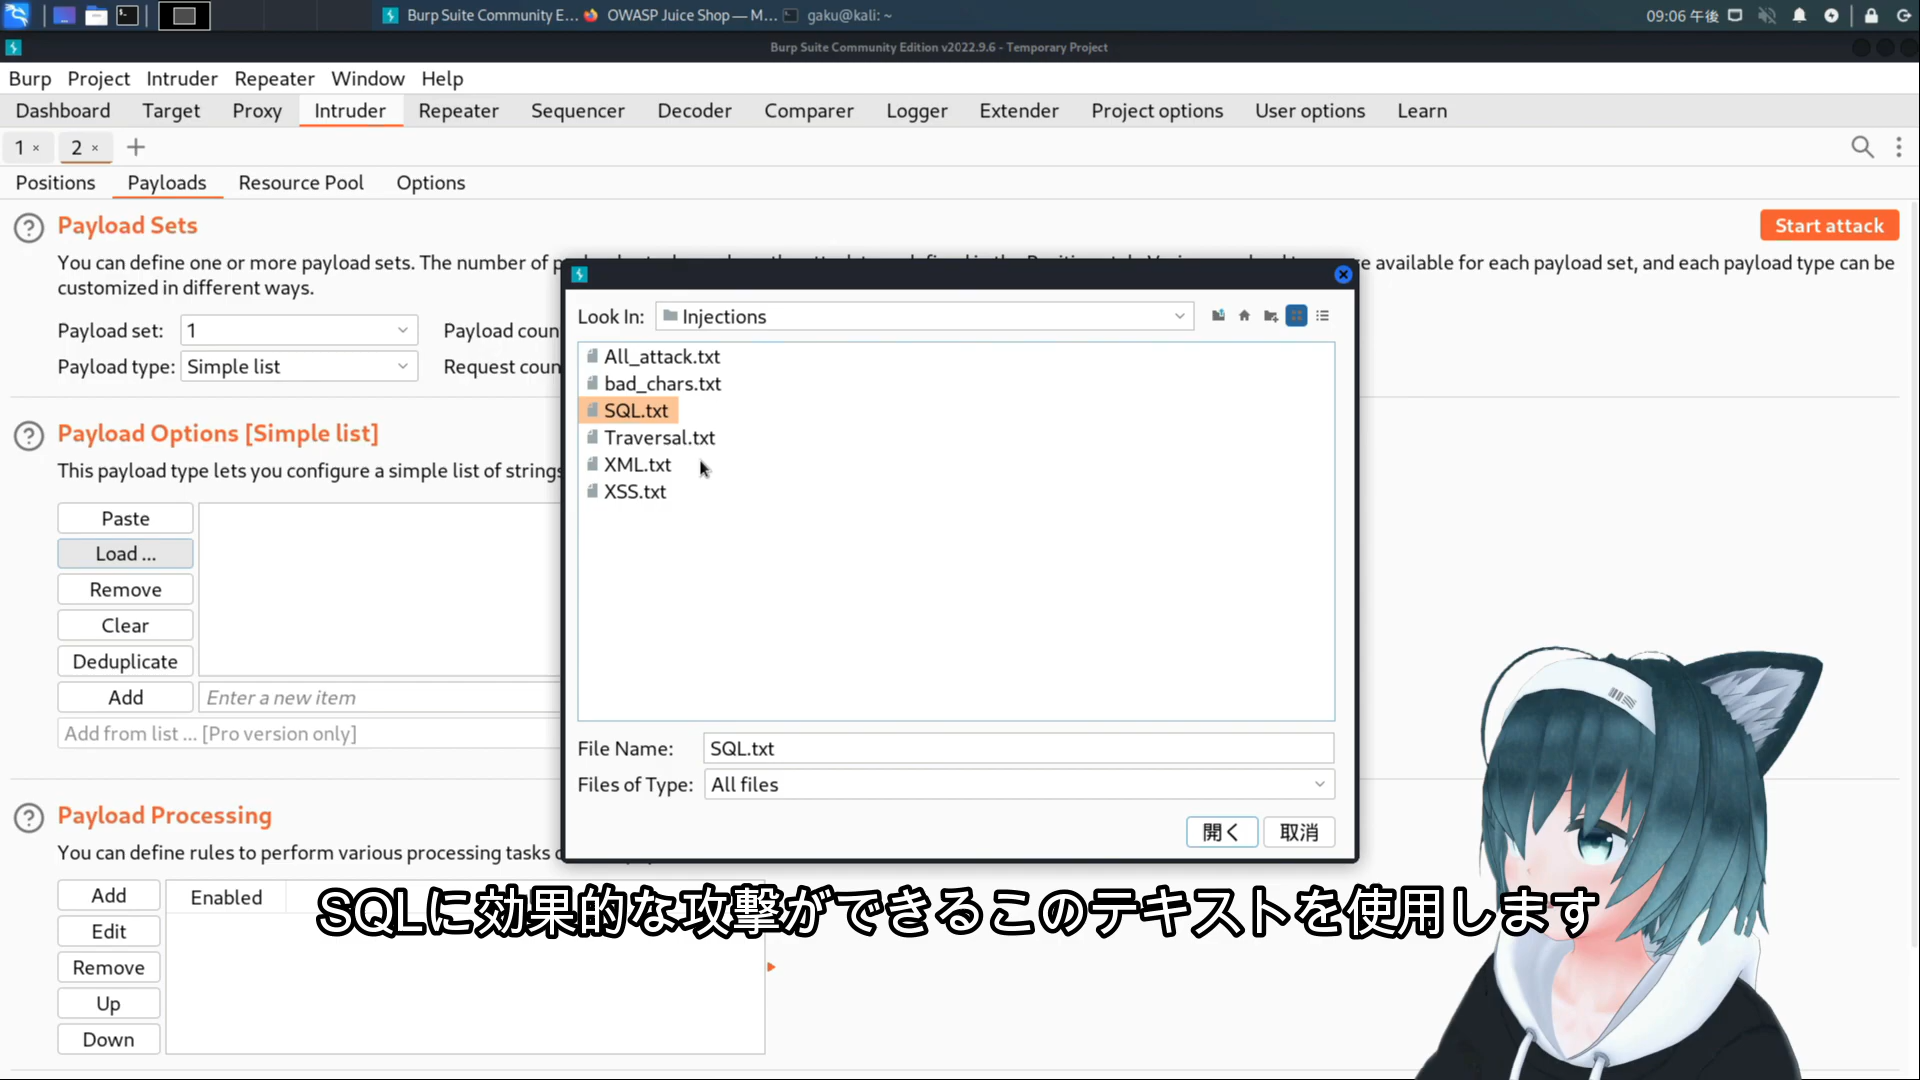 Burp Suite Community E...
OWASP Juice Shop — M...
gaku@kali: ~
09:06 午後
Burp Suite Community Edition v2022.9.6 - Temporary Project
Burp Project Intruder Repeater Window Help
Dashboard Target Proxy Intruder Repeater Sequencer Decoder Comparer Logger Extender Project options User options Learn
1 × 2 × +
Positions Payloads Resource Pool Options
Payload Sets
Start attack
You can define one or more payload sets. The number of
are available for each payload set, and each payload type can be
customized in different ways.
Payload set: 1
Payload coun
Payload type: Simple list
Request coun
Payload Options [Simple list]
This payload type lets you configure a simple list of strings
Paste
Load ...
Remove
Clear
Deduplicate
Add
Enter a new item
Add from list ... [Pro version only]
Payload Processing
You can define rules to perform various processing tasks
Add
Enabled
Edit
Remove
Up
Down
Look In: Injections
All_attack.txt
bad_chars.txt
SQL.txt
Traversal.txt
XML.txt
XSS.txt
File Name: SQL.txt
Files of Type: All files
開く 取消
SQLに効果的な攻撃ができるこのテキストを使用します